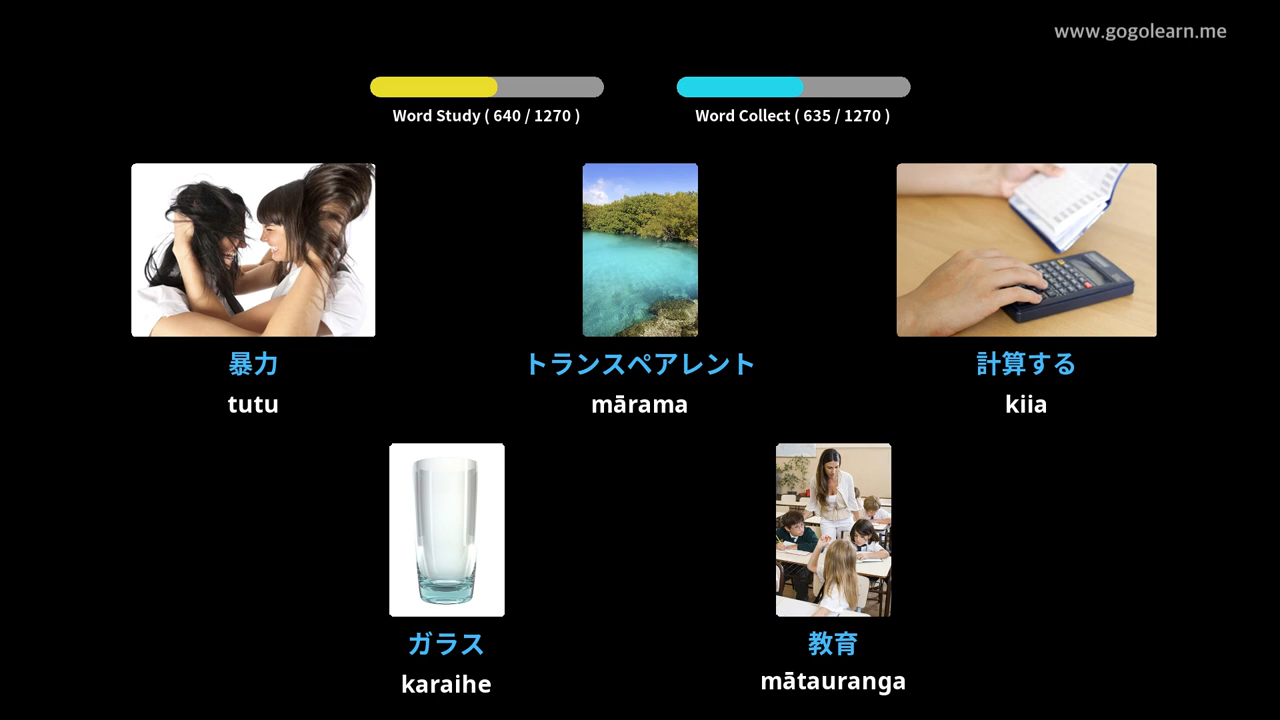 www.gogolearn.me
Word Study ( 640 / 1270 )
Word Collect ( 635 / 1270 )
暴力
tutu
トランスペアレント
mārama
計算する
kiia
ガラス
karaihe
教育
mātauranga